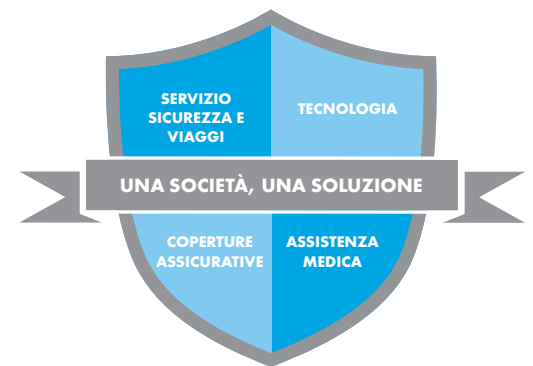 SERVIZIO
SICUREZZA E
VIAGGI
TECNOLOGIA
UNA SOCIETÀ, UNA SOLUZIONE
COPERTURE
ASSICURATIVE
ASSISTENZA
MEDICA